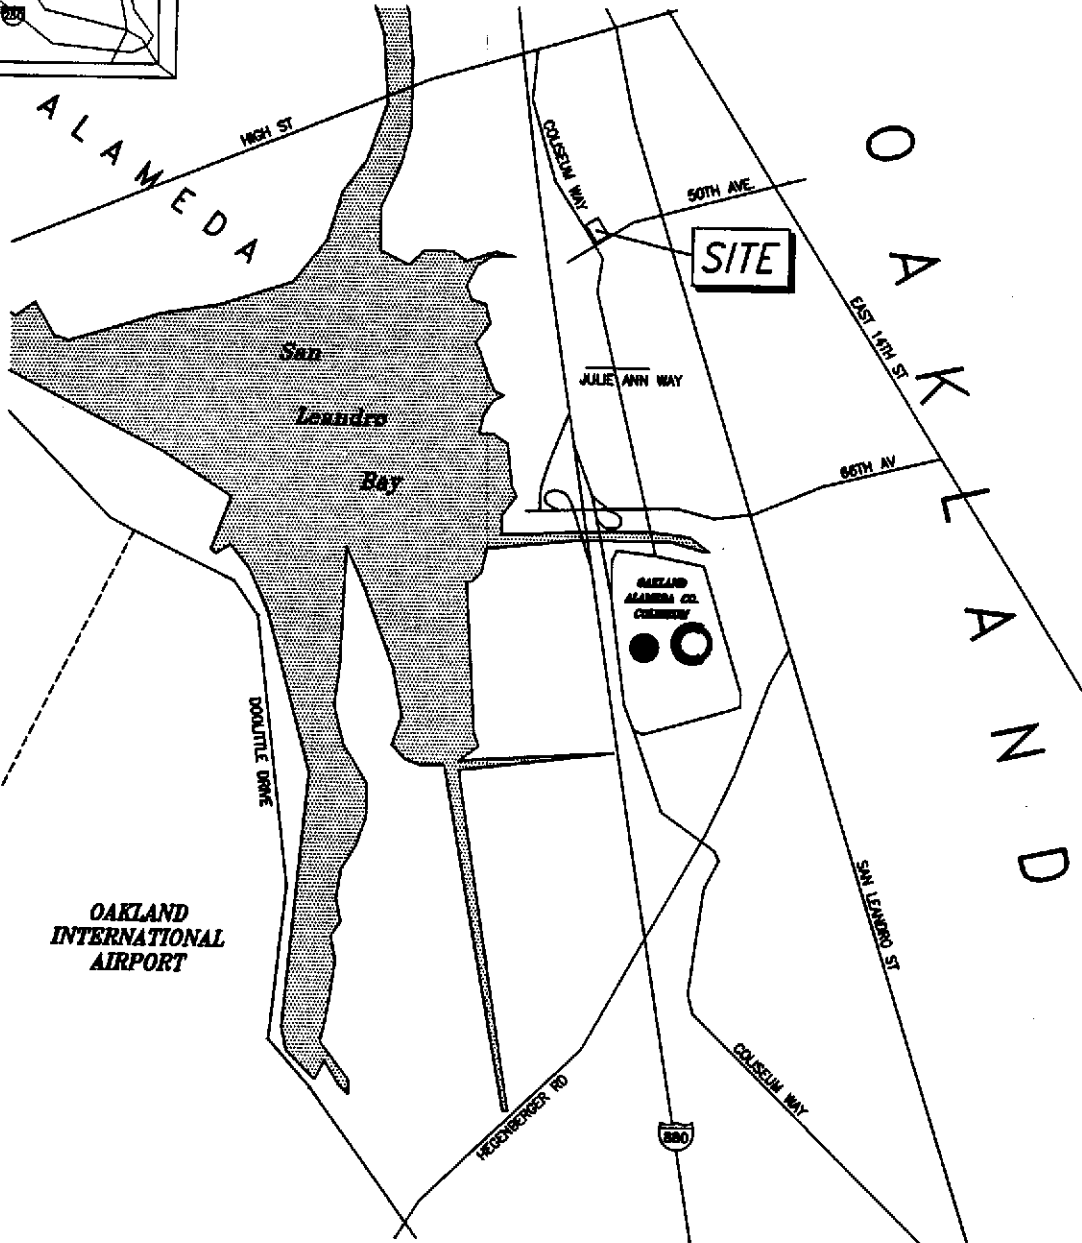 ALAMEDA
HIGH ST
COLISEUM WAY
50TH AVE.
SITE
OAKLAND
EAST 14TH ST
San
Leandro
Bay
JULIE ANN WAY
66TH AV
OAKLAND
ALAMEDA CO.
COLISEUM
DOOLITTLE DRIVE
OAKLAND
INTERNATIONAL
AIRPORT
SAN LEANDRO ST
COLISEUM WAY
HEGENBERGER RD
880